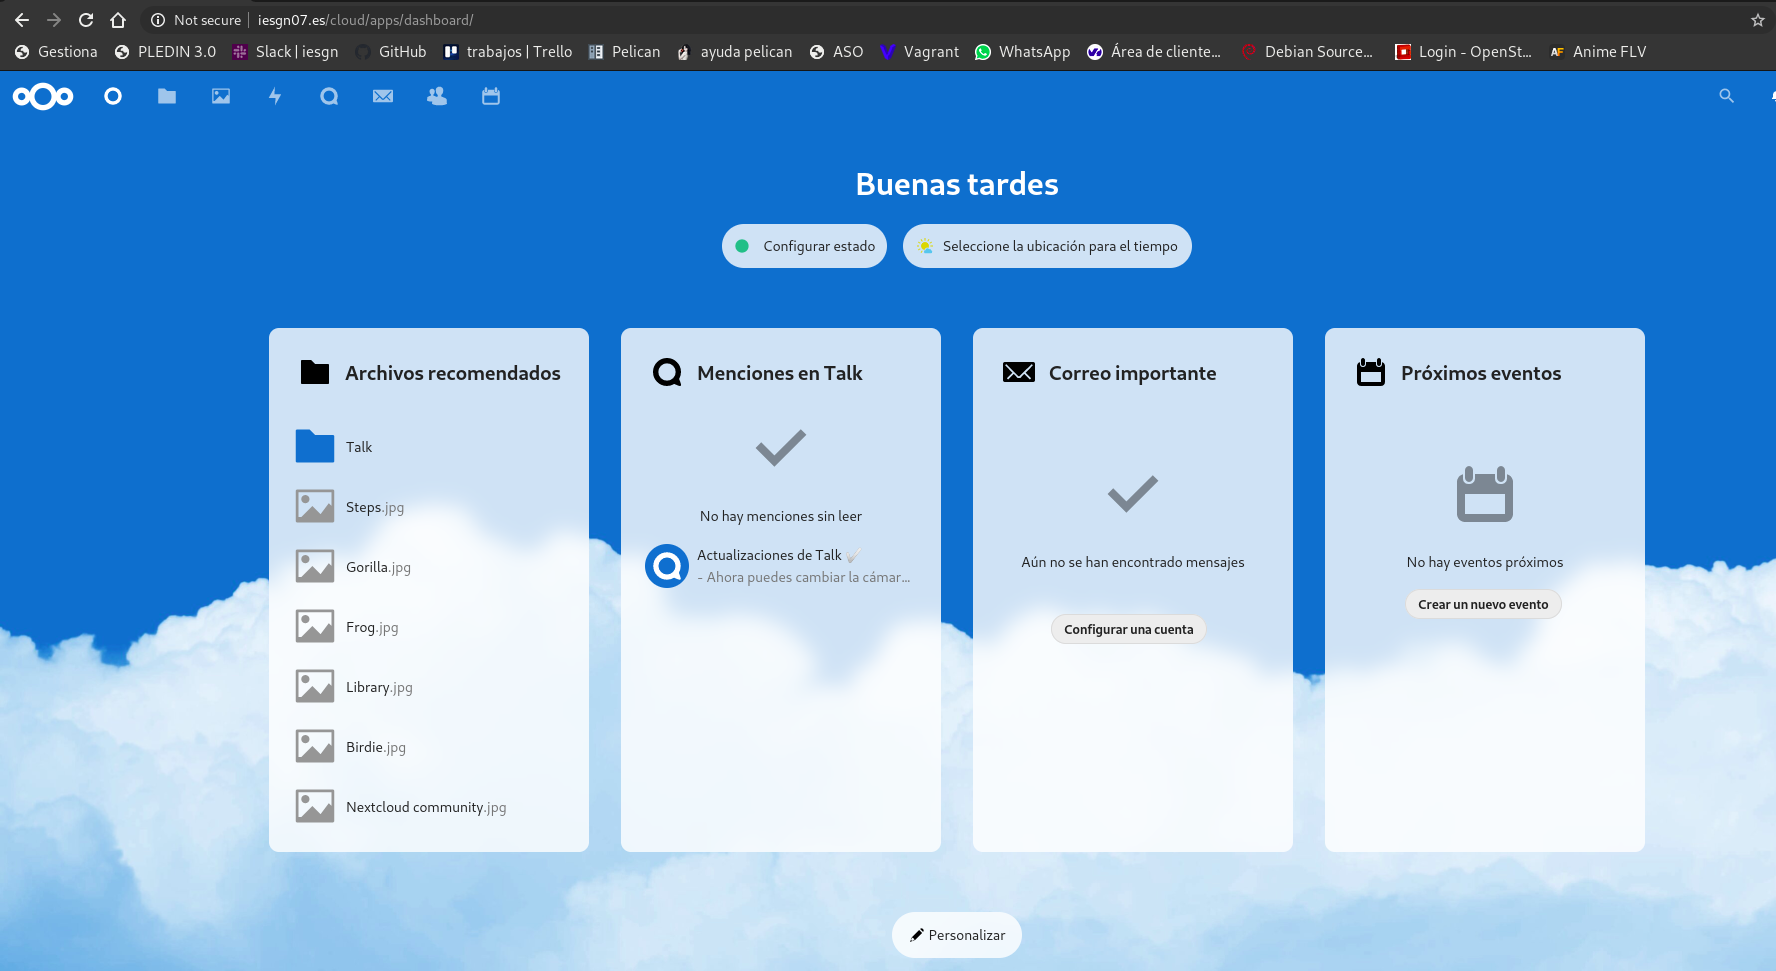 Not secure | iesgn07.es/cloud/apps/dashboard/
Gestiona PLEDIN 3.0 Slack | iesgn GitHub trabajos | Trello Pelican ayuda pelican ASO Vagrant WhatsApp Área de cliente... Debian Source... Login - OpenSt... AF Anime FLV
Buenas tardes
Configurar estado
Seleccione la ubicación para el tiempo
Archivos recomendados
Talk
Steps.jpg
Gorilla.jpg
Frog.jpg
Library.jpg
Birdie.jpg
Nextcloud community.jpg
Menciones en Talk
No hay menciones sin leer
Actualizaciones de Talk
- Ahora puedes cambiar la cámar...
Correo importante
Aún no se han encontrado mensajes
Configurar una cuenta
Próximos eventos
No hay eventos próximos
Crear un nuevo evento
Personalizar